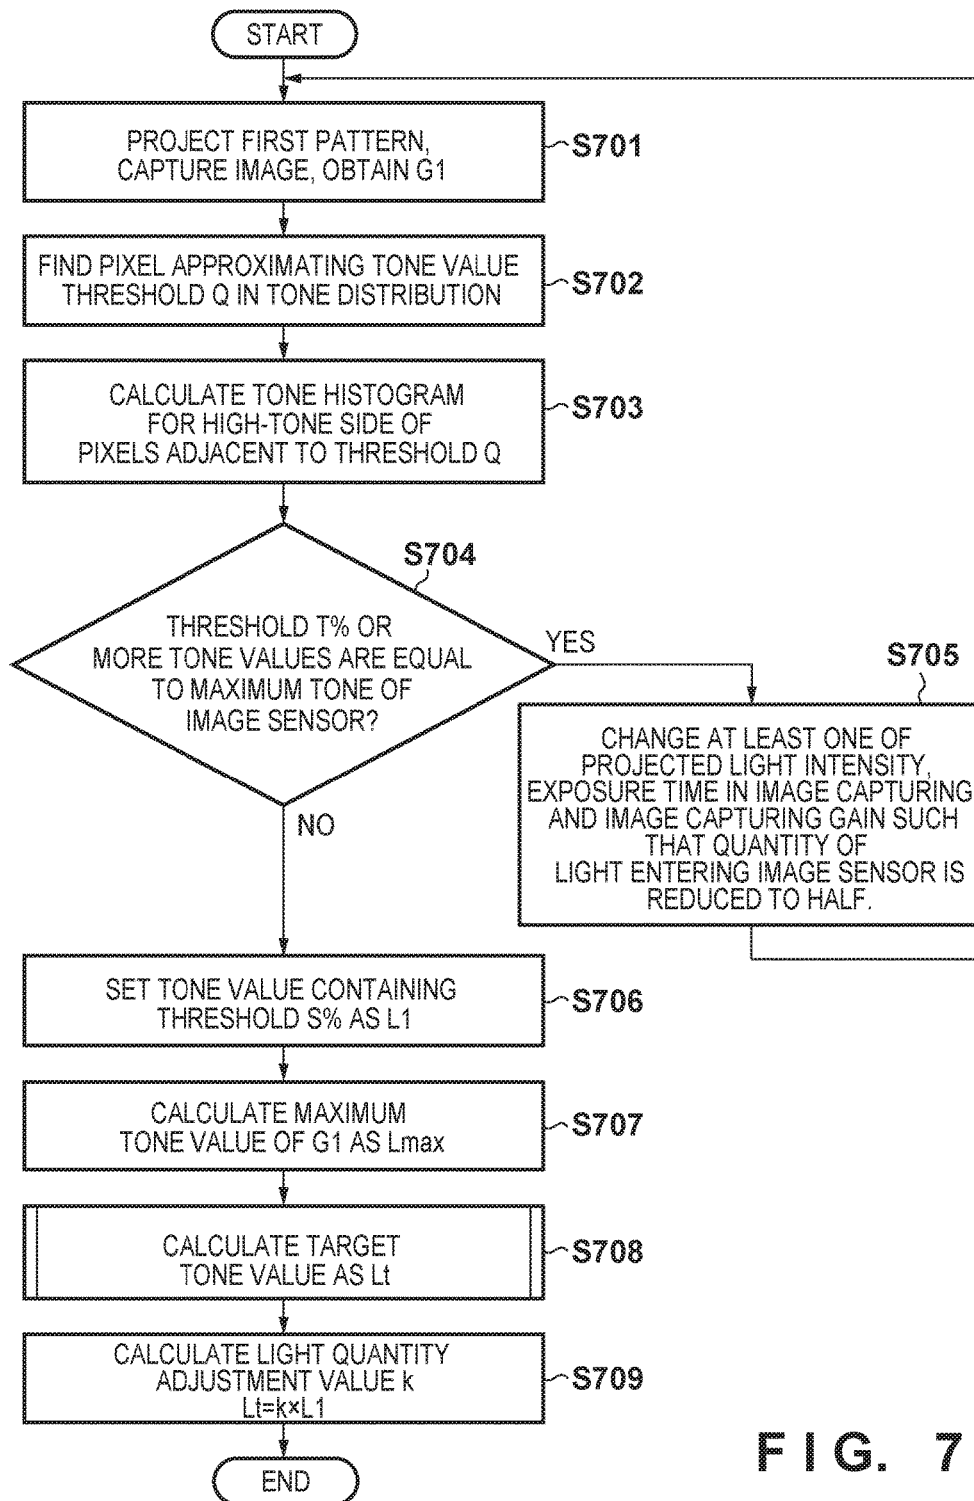 START
PROJECT FIRST PATTERN,
CAPTURE IMAGE, OBTAIN G1
S701
FIND PIXEL APPROXIMATING TONE VALUE
THRESHOLD Q IN TONE DISTRIBUTION
S702
CALCULATE TONE HISTOGRAM
FOR HIGH-TONE SIDE OF
PIXELS ADJACENT TO THRESHOLD Q
S703
S704
THRESHOLD T% OR
MORE TONE VALUES ARE EQUAL
TO MAXIMUM TONE OF
IMAGE SENSOR?
YES
NO
S705
CHANGE AT LEAST ONE OF
PROJECTED LIGHT INTENSITY,
EXPOSURE TIME IN IMAGE CAPTURING
AND IMAGE CAPTURING GAIN SUCH
THAT QUANTITY OF
LIGHT ENTERING IMAGE SENSOR IS
REDUCED TO HALF.
SET TONE VALUE CONTAINING
THRESHOLD S% AS L1
S706
CALCULATE MAXIMUM
TONE VALUE OF G1 AS Lmax
S707
CALCULATE TARGET
TONE VALUE AS Lt
S708
CALCULATE LIGHT QUANTITY
ADJUSTMENT VALUE k
Lt=k×L1
S709
END
FIG. 7